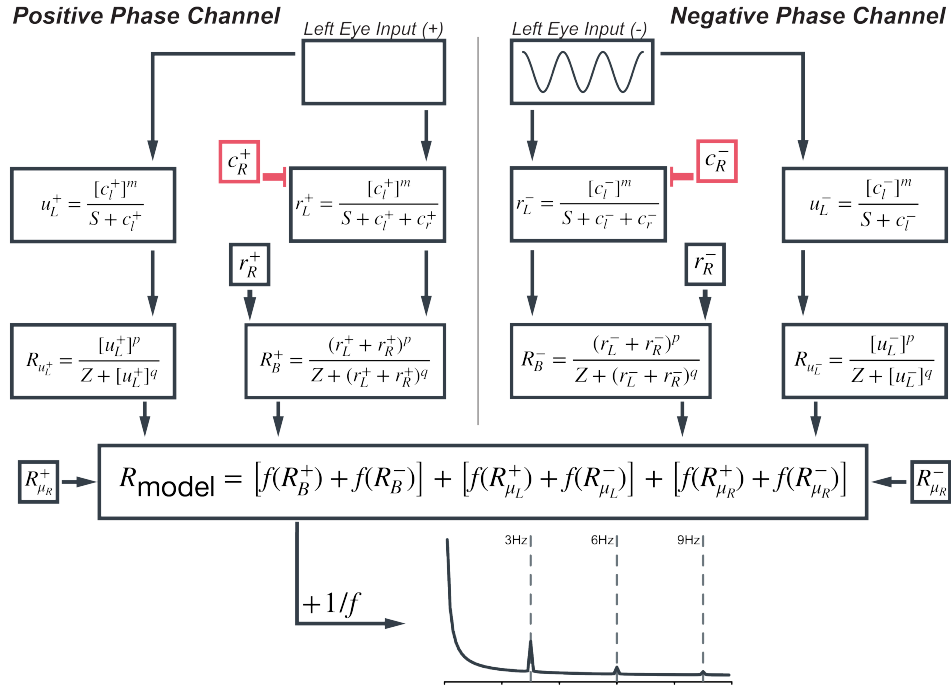 Positive Phase Channel
Negative Phase Channel
Left Eye Input (+)
Left Eye Input (-)
c_R^+
c_R^-
u_L^+ = [c_l^+]^m / (S + c_l^+)
r_L^+ = [c_l^+]^m / (S + c_l^+ + c_r^+)
r_L^- = [c_l^-]^m / (S + c_l^- + c_r^-)
u_L^- = [c_l^-]^m / (S + c_l^-)
r_R^+
r_R^-
R_{u_L^+} = [u_L^+]^p / (Z + [u_L^+]^q)
R_B^+ = (r_L^+ + r_R^+)^p / (Z + (r_L^+ + r_R^+)^q)
R_B^- = (r_L^- + r_R^-)^p / (Z + (r_L^- + r_R^-)^q)
R_{u_L^-} = [u_L^-]^p / (Z + [u_L^-]^q)
R_{μ_R}^+
R_model = [f(R_B^+) + f(R_B^-)] + [f(R_{μ_L}^+) + f(R_{μ_L}^-)] + [f(R_{μ_R}^+) + f(R_{μ_R}^-)]
R_{μ_R}^-
3Hz
6Hz
9Hz
+1/f